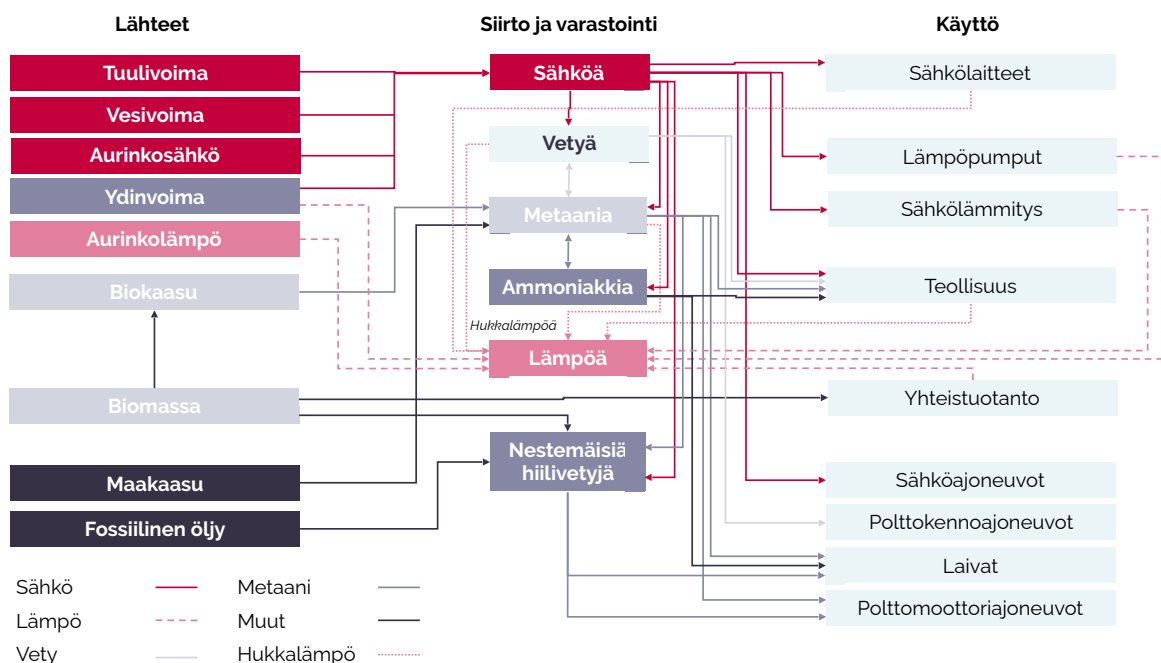 Lähteet
Siirto ja varastointi
Käyttö
Tuulivoima
Vesivoima
Aurinkosähkö
Ydinvoima
Aurinkolämpö
Biokaasu
Biomassa
Maakaasu
Fossiilinen öljy
Sähköä
Vetyä
Metaania
Ammoniakkia
Hukkalämpöä
Lämpöä
Nestemäisiä
hiilivetyjä
Sähkölaitteet
Lämpöpumput
Sähkölämmitys
Teollisuus
Yhteistuotanto
Sähköajoneuvot
Polttokennoajoneuvot
Laivat
Polttomoottoriajoneuvot
Sähkö
Metaani
Lämpö
Muut
Vety
Hukkalämpö